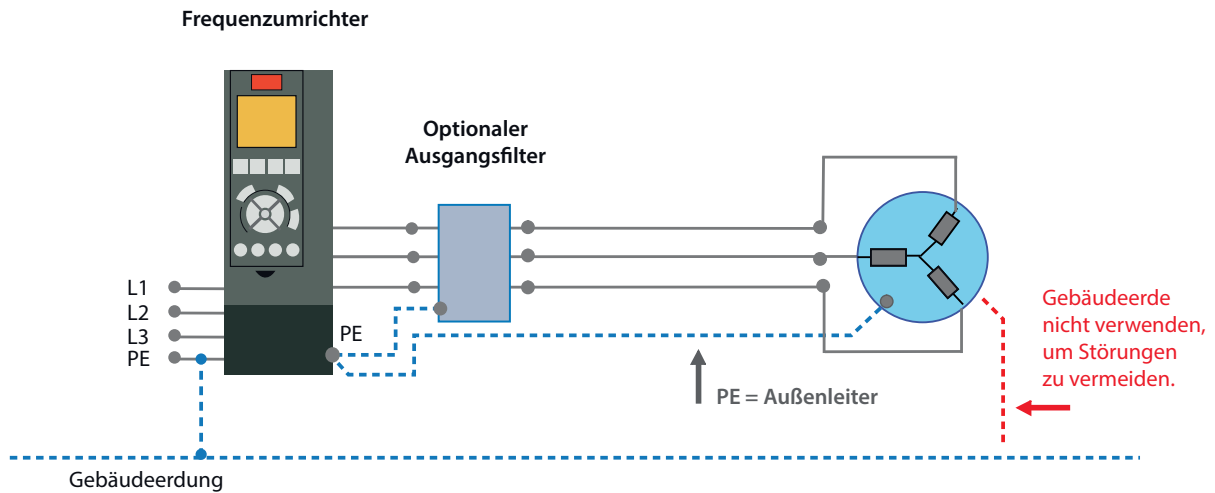 Frequenzumrichter
Optionaler
Ausgangsfilter
L1
L2
L3
PE
PE
PE = Außenleiter
Gebäudeerde
nicht verwenden,
um Störungen
zu vermeiden.
Gebäudeerdung